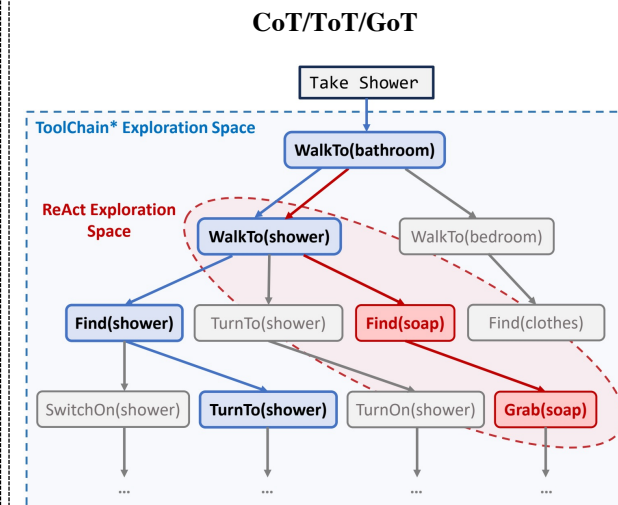 CoT/ToT/GoT
Take Shower
ToolChain* Exploration Space
WalkTo(bathroom)
ReAct Exploration
Space
WalkTo(shower)
WalkTo(bedroom)
Find(shower)
TurnTo(shower)
Find(soap)
Find(clothes)
SwitchOn(shower)
TurnTo(shower)
TurnOn(shower)
Grab(soap)
...
...
...
...